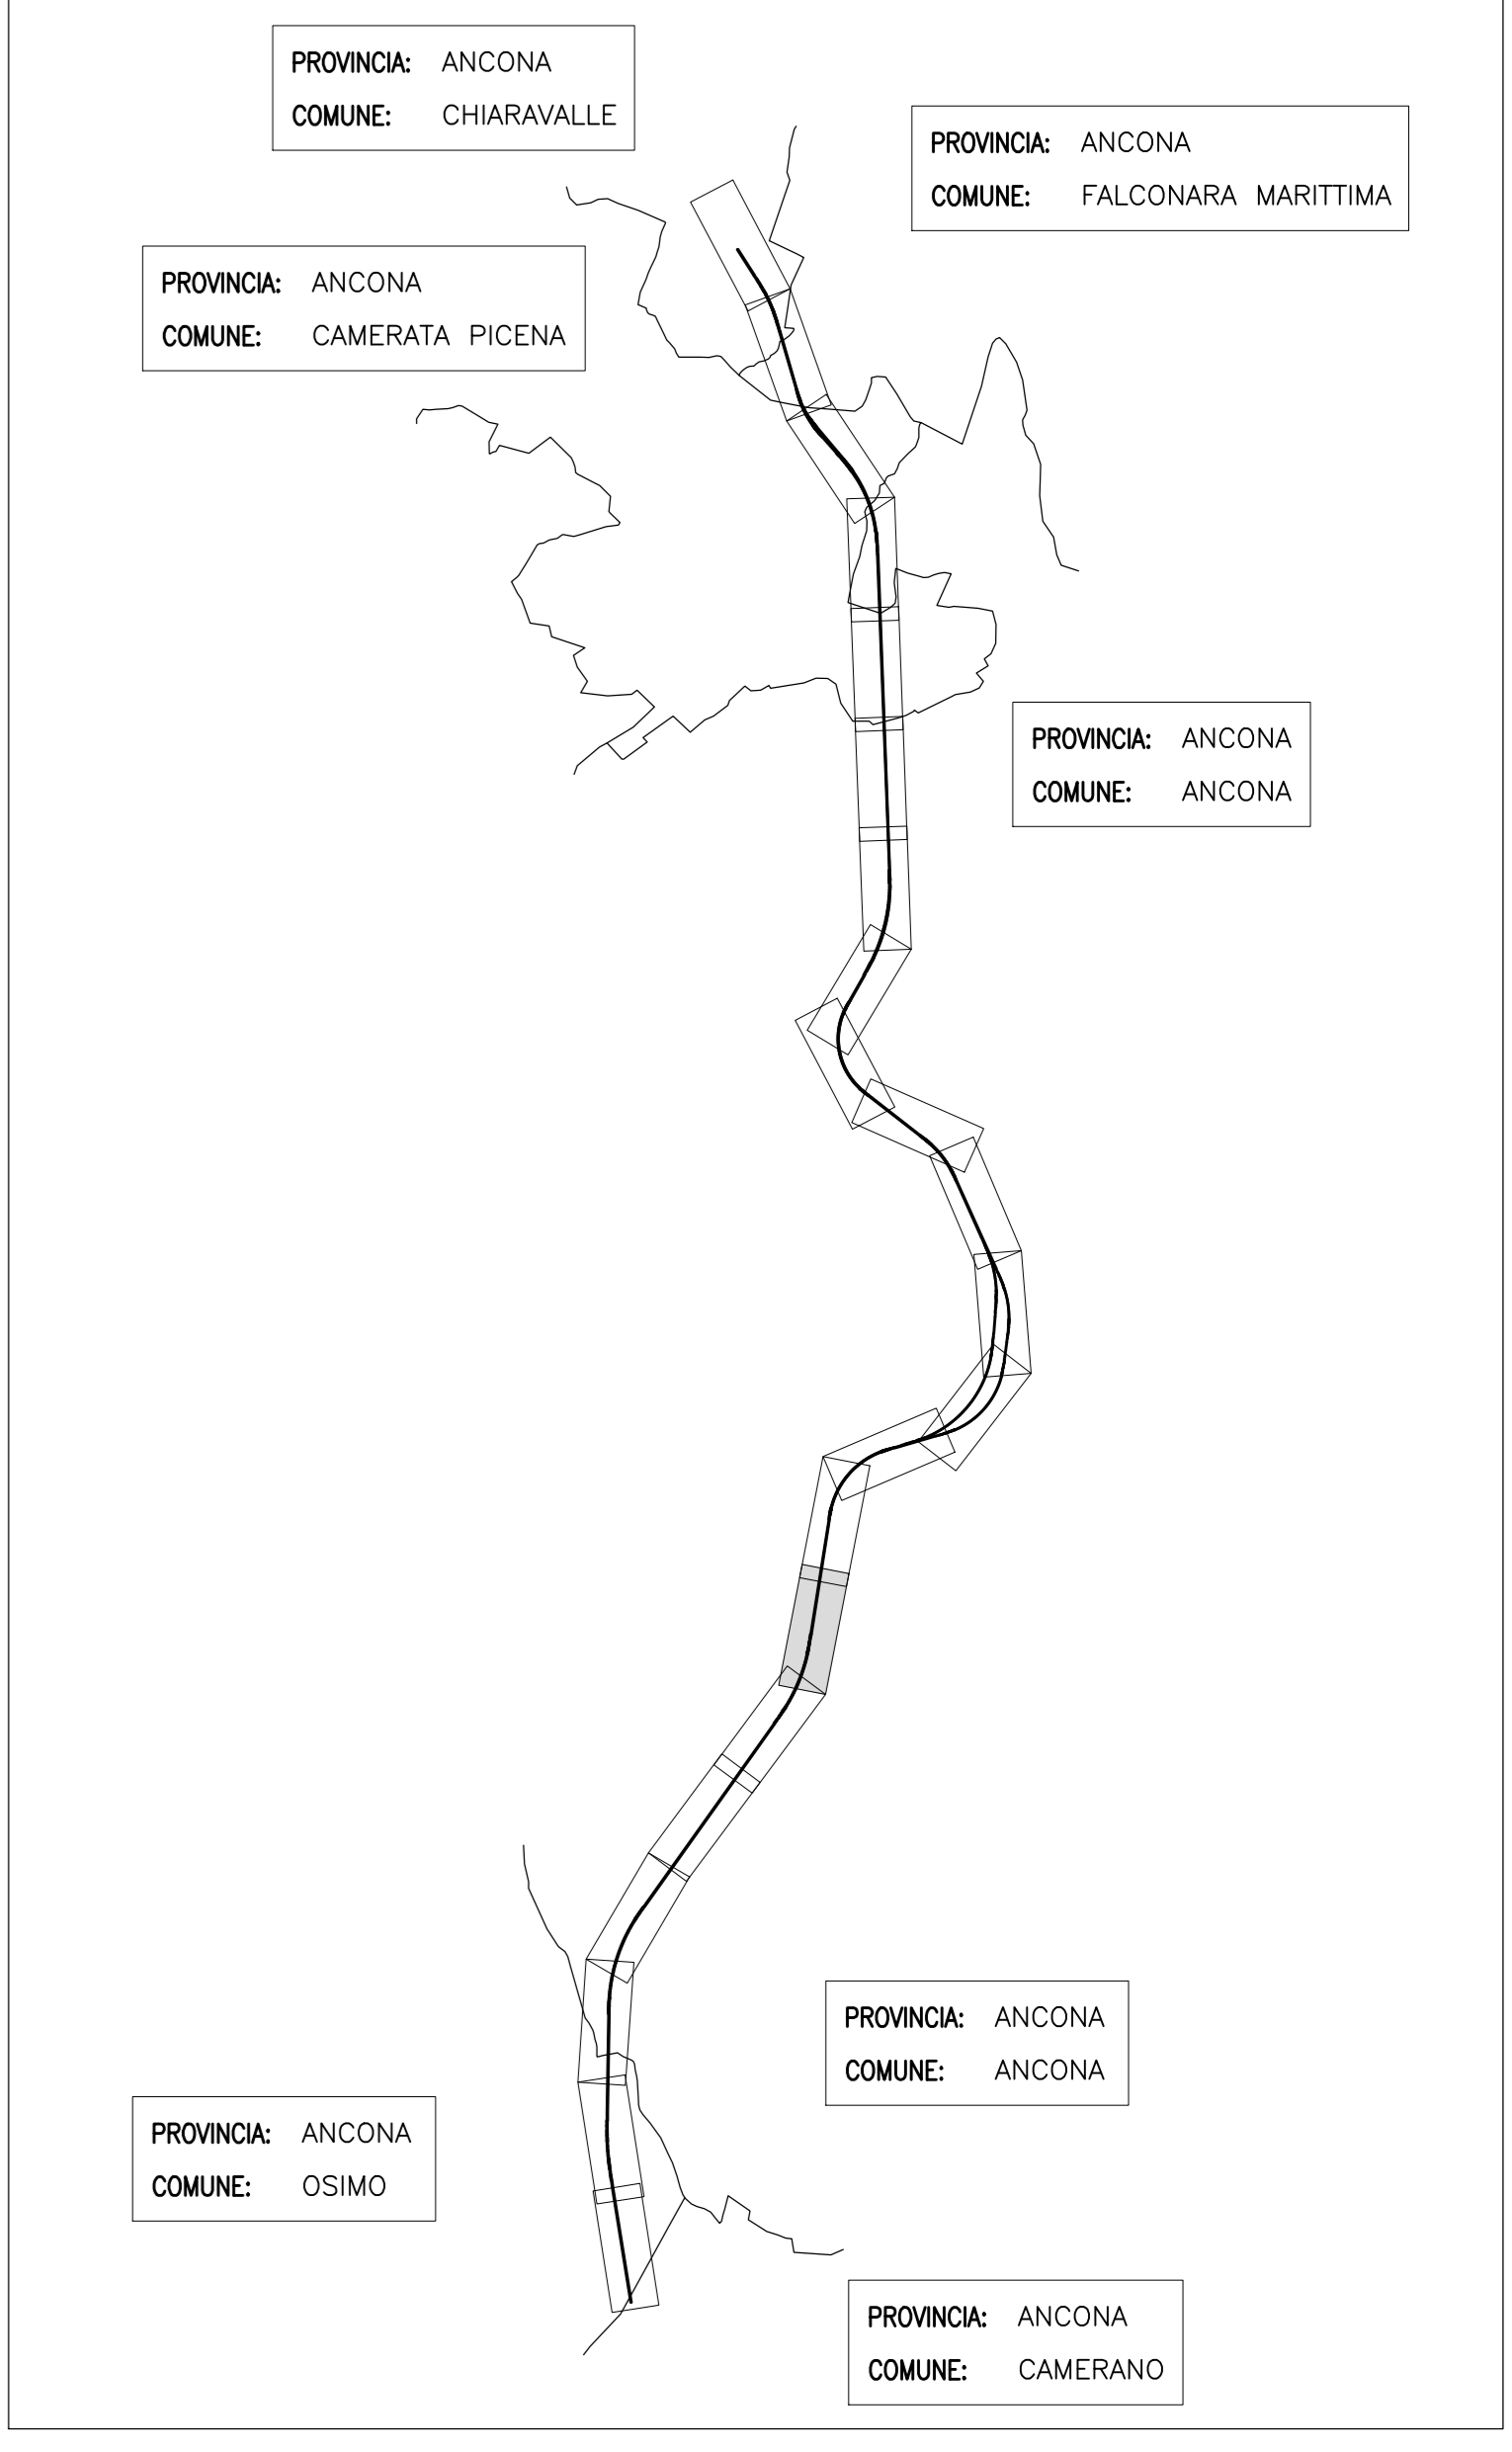 PROVINCIA: ANCONA
COMUNE: CHIARAVALLE
PROVINCIA: ANCONA
COMUNE: FALCONARA MARITTIMA
PROVINCIA: ANCONA
COMUNE: CAMERATA PICENA
PROVINCIA: ANCONA
COMUNE: ANCONA
PROVINCIA: ANCONA
COMUNE: ANCONA
PROVINCIA: ANCONA
COMUNE: OSIMO
PROVINCIA: ANCONA
COMUNE: CAMERANO